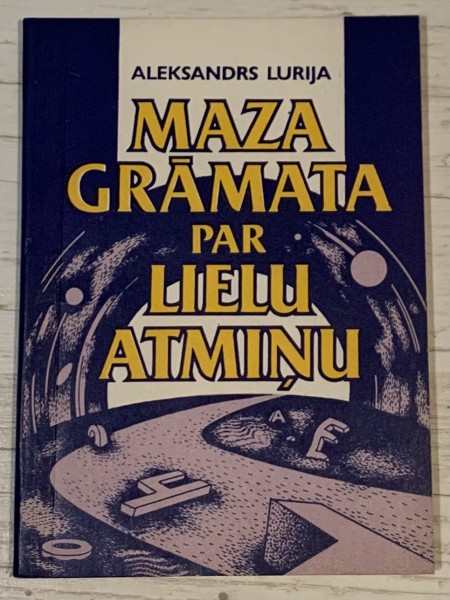 ALEKSANDRS LURIJA
MAZA
GRĀMATA
PAR
LIELU
ATMIŅU
A
E